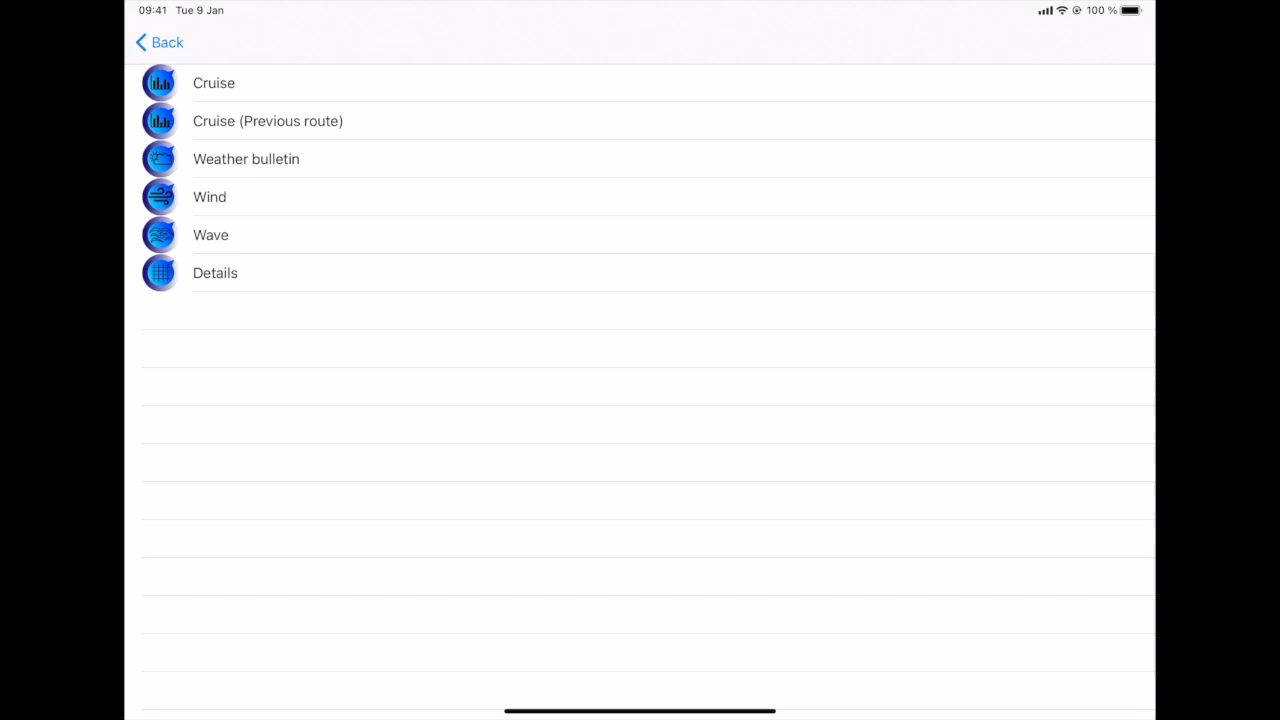 09:41 Tue 9 Jan 100 %
Back
Cruise
Cruise (Previous route)
Weather bulletin
Wind
Wave
Details